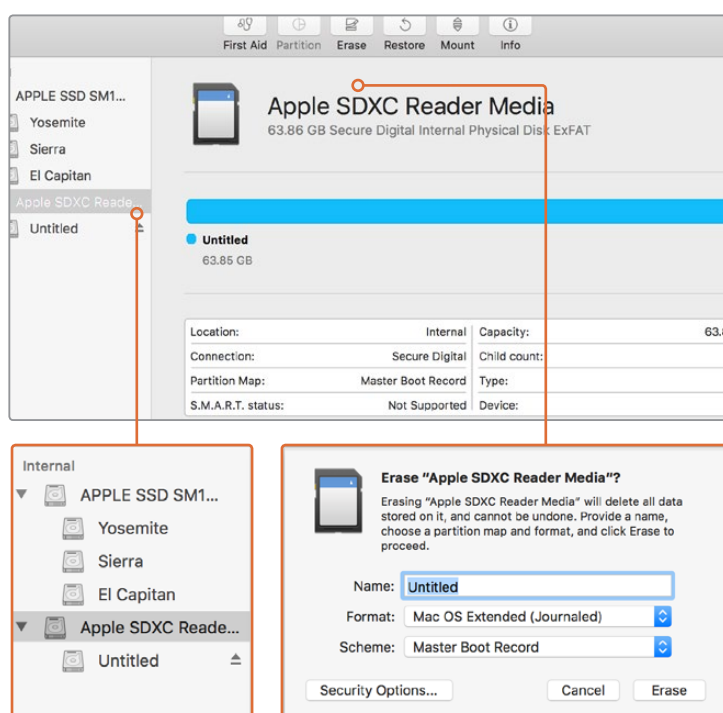 First Aid Partition Erase Restore Mount Info
APPLE SSD SM1...
Yosemite
Sierra
El Capitan
Apple SDXC Reade...
Untitled
Apple SDXC Reader Media
63.86 GB Secure Digital Internal Physical Disk ExFAT
Untitled
63.85 GB
Location: Internal Capacity: 63.8
Connection: Secure Digital Child count:
Partition Map: Master Boot Record Type:
S.M.A.R.T. status: Not Supported Device:
Internal
APPLE SSD SM1...
Yosemite
Sierra
El Capitan
Apple SDXC Reade...
Untitled
Erase “Apple SDXC Reader Media”?
Erasing “Apple SDXC Reader Media” will delete all data
stored on it, and cannot be undone. Provide a name,
choose a partition map and format, and click Erase to
proceed.
Name: Untitled
Format: Mac OS Extended (Journaled)
Scheme: Master Boot Record
Security Options... Cancel Erase